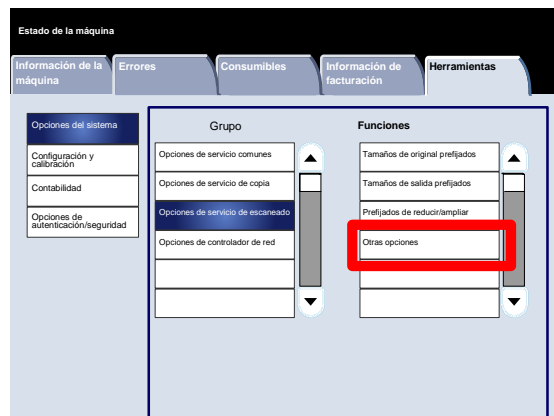 Estado de la máquina
Información de la
máquina
Errores
Consumibles
Información de
facturación
Herramientas
Opciones del sistema
Configuración y
calibración
Contabilidad
Opciones de
autenticación/seguridad
Grupo
Opciones de servicio comunes
Opciones de servicio de copia
Opciones de servicio de escaneado
Opciones de controlador de red
Funciones
Tamaños de original prefijados
Tamaños de salida prefijados
Prefijados de reducir/ampliar
Otras opciones